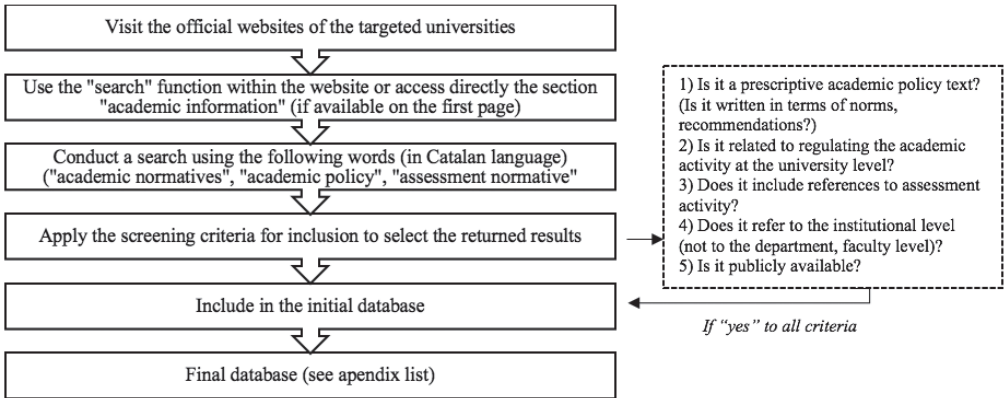 Visit the official websites of the targeted universities
Use the "search" function within the website or access directly the section
"academic information" (if available on the first page)
Conduct a search using the following words (in Catalan language)
("academic normatives", "academic policy", "assessment normative"
Apply the screening criteria for inclusion to select the returned results
Include in the initial database
Final database (see apendix list)
1) Is it a prescriptive academic policy text?
(Is it written in terms of norms,
recommendations?)
2) Is it related to regulating the academic
activity at the university level?
3) Does it include references to assessment
activity?
4) Does it refer to the institutional level
(not to the department, faculty level)?
5) Is it publicly available?
If “yes” to all criteria